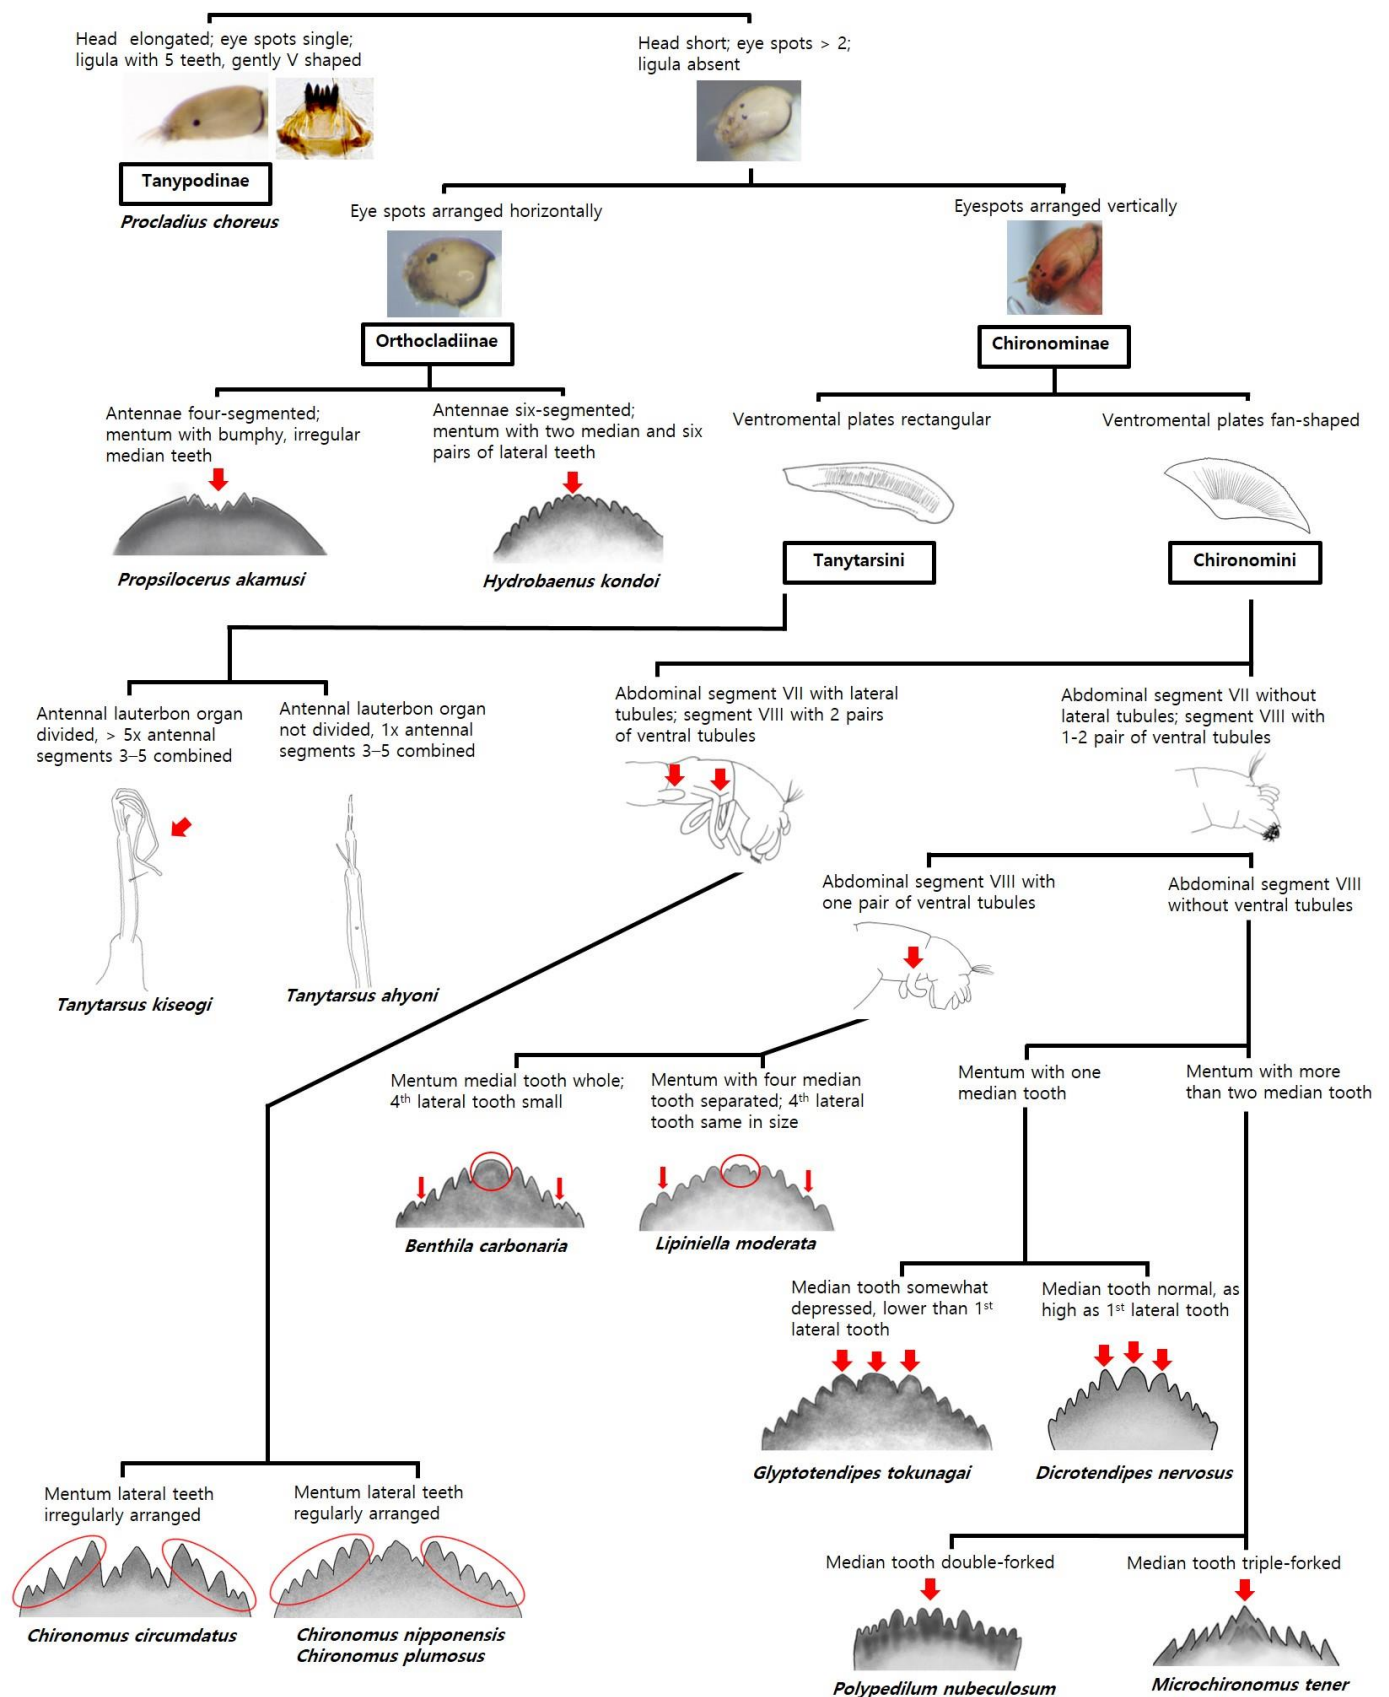 Head elongated; eye spots single;
ligula with 5 teeth, gently V shaped
Head short; eye spots > 2;
ligula absent
Tanypodinae
Procladius choreus
Eye spots arranged horizontally
Eyespots arranged vertically
Orthocladiinae
Chironominae
Antennae four-segmented;
mentum with bumphy, irregular
median teeth
Antennae six-segmented;
mentum with two median and six
pairs of lateral teeth
Ventromental plates rectangular
Ventromental plates fan-shaped
Propsilocerus akamusi
Hydrobaenus kondoi
Tanytarsini
Chironomini
Antennal lauterbon organ
divided, > 5x antennal
segments 3–5 combined
Antennal lauterbon organ
not divided, 1x antennal
segments 3–5 combined
Abdominal segment VII with lateral
tubules; segment VIII with 2 pairs
of ventral tubules
Abdominal segment VII without
lateral tubules; segment VIII with
1-2 pair of ventral tubules
Tanytarsus kiseogi
Tanytarsus ahyoni
Abdominal segment VIII with
one pair of ventral tubules
Abdominal segment VIII
without ventral tubules
Mentum medial tooth whole;
4th lateral tooth small
Mentum with four median
tooth separated; 4th lateral
tooth same in size
Mentum with one
median tooth
Mentum with more
than two median tooth
Benthila carbonaria
Lipiniella moderata
Median tooth somewhat
depressed, lower than 1st
lateral tooth
Median tooth normal, as
high as 1st lateral tooth
Glyptotendipes tokunagai
Dicrotendipes nervosus
Mentum lateral teeth
irregularly arranged
Mentum lateral teeth
regularly arranged
Chironomus circumdatus
Chironomus nipponensis
Chironomus plumosus
Median tooth double-forked
Median tooth triple-forked
Polypedilum nubeculosum
Microchironomus tener